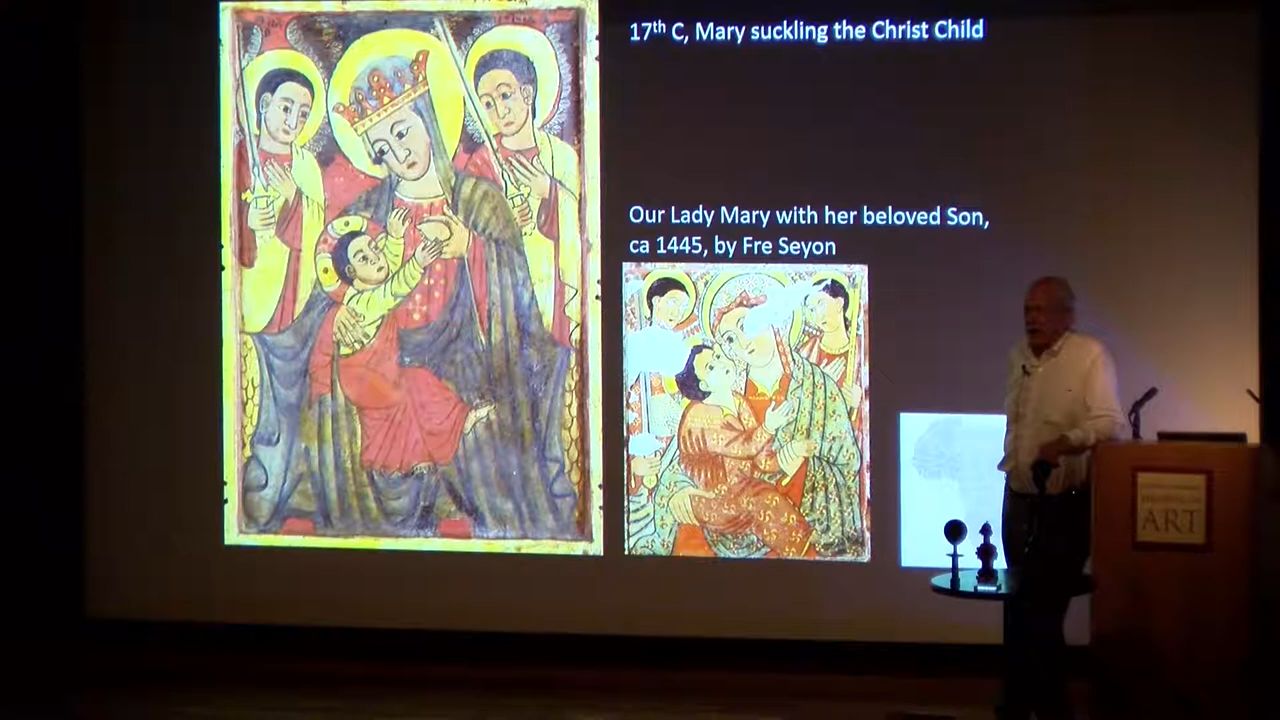 17th C, Mary suckling the Christ Child
Our Lady Mary with her beloved Son,
ca 1445, by Fre Seyon
ART